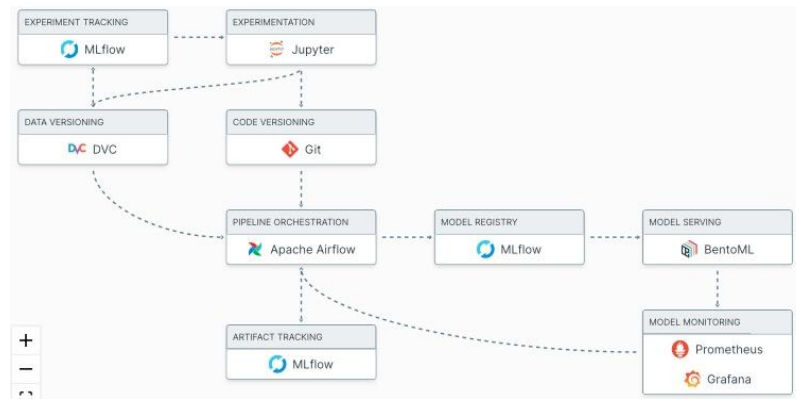 EXPERIMENT TRACKING
MLflow
EXPERIMENTATION
Jupyter
DATA VERSIONING
DVC DVC
CODE VERSIONING
Git
PIPELINE ORCHESTRATION
Apache Airflow
MODEL REGISTRY
MLflow
MODEL SERVING
BentoML
ARTIFACT TRACKING
MLflow
MODEL MONITORING
Prometheus
Grafana